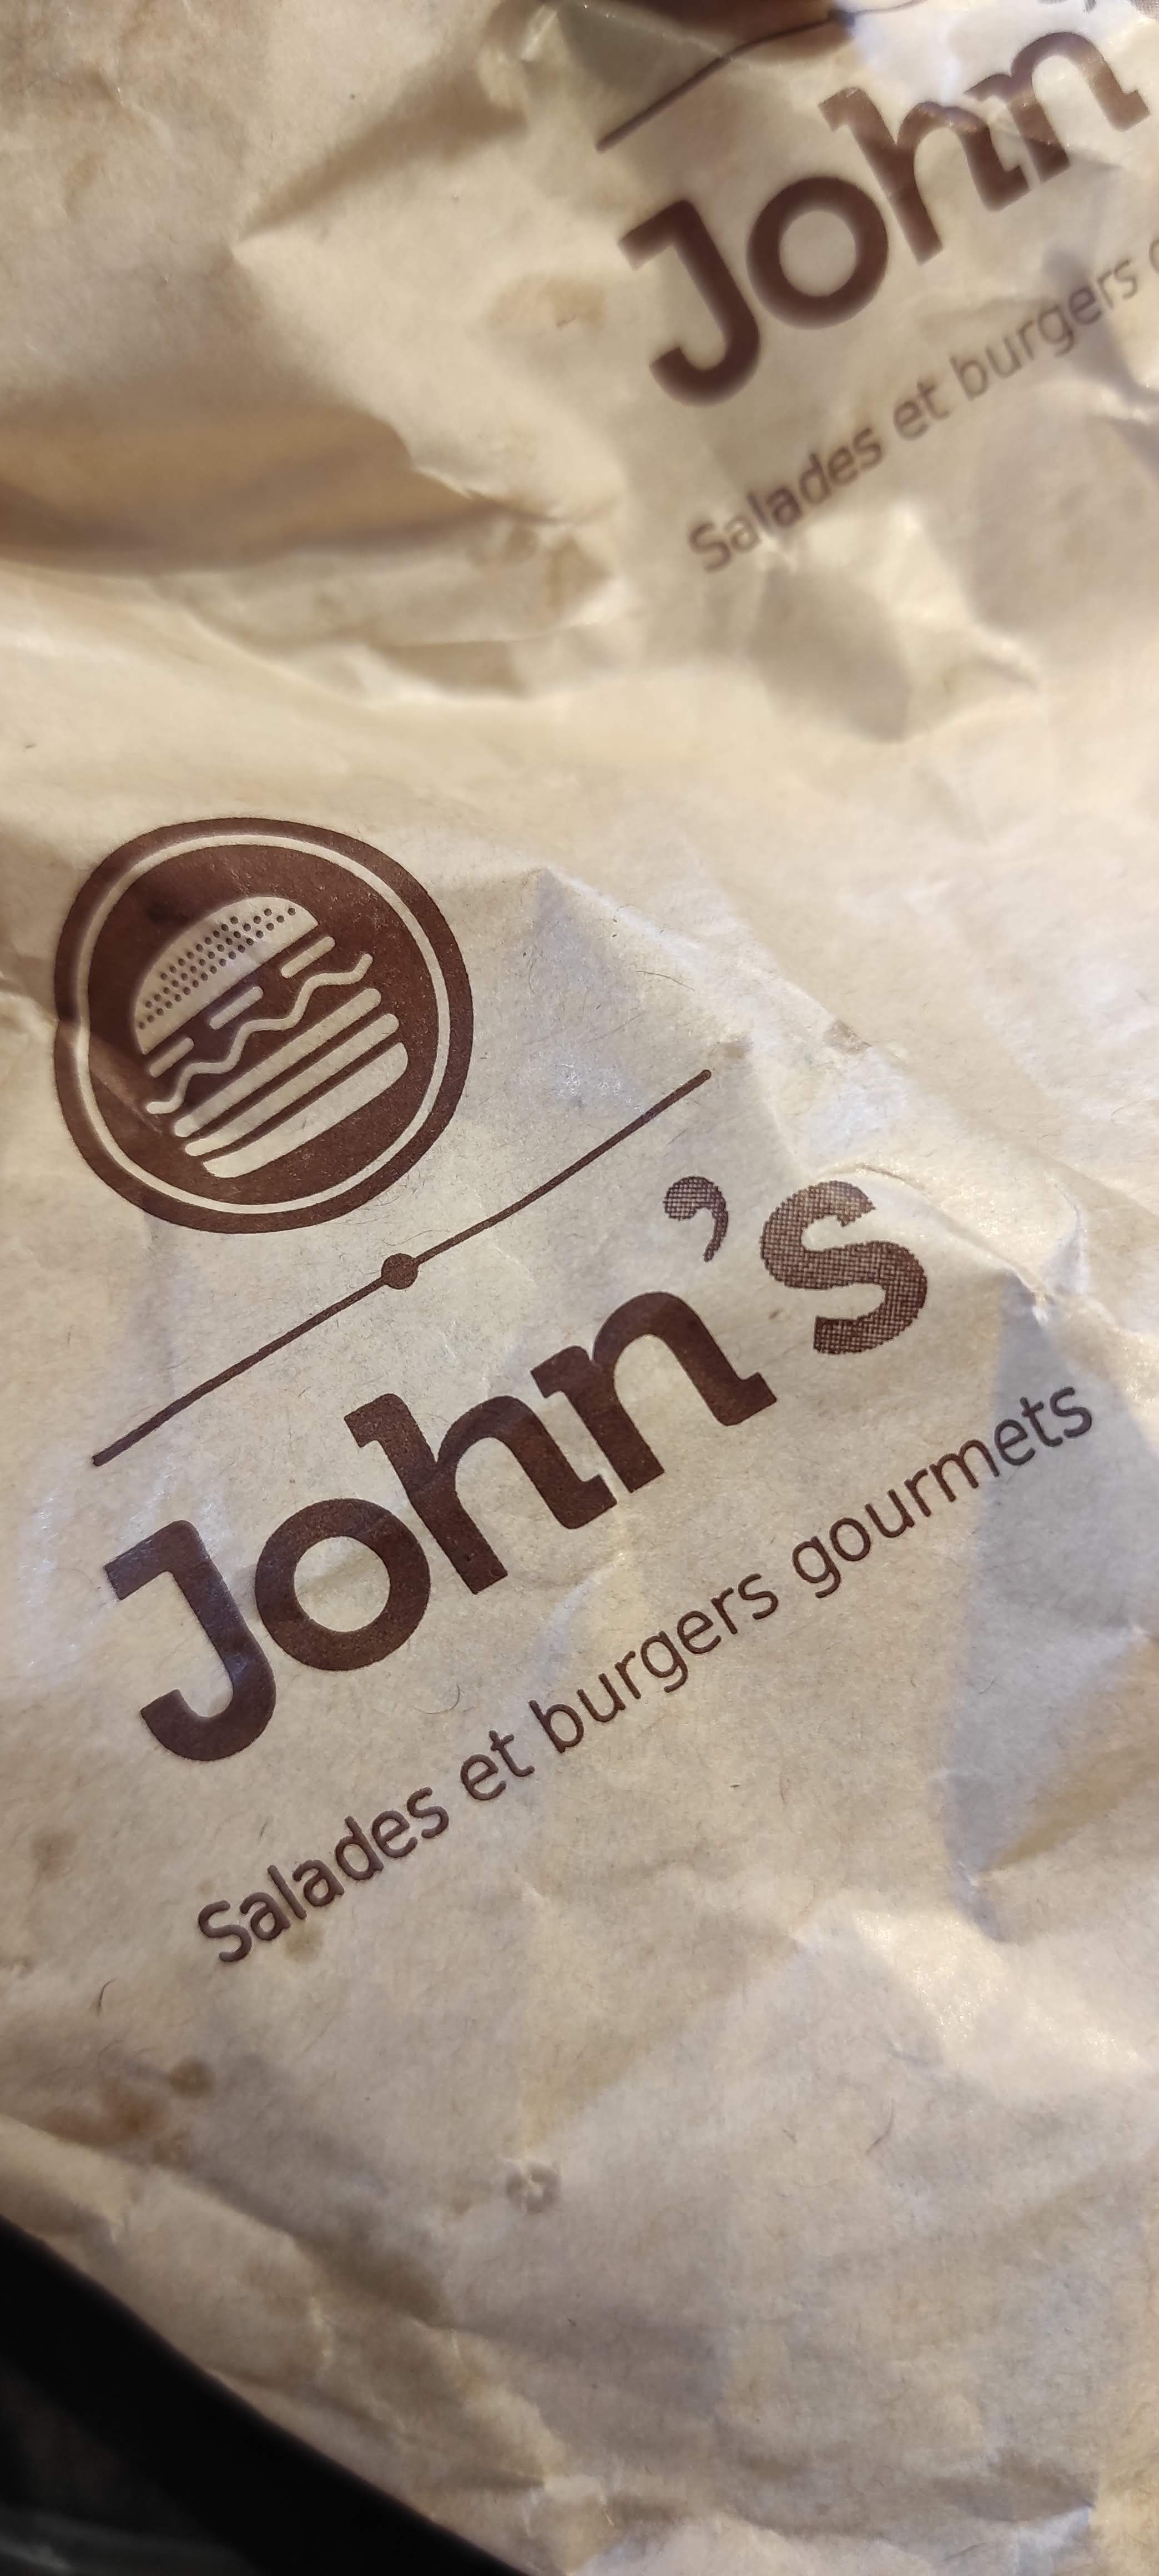 John
Salades et burgers
John's
Salades et burgers gourmets